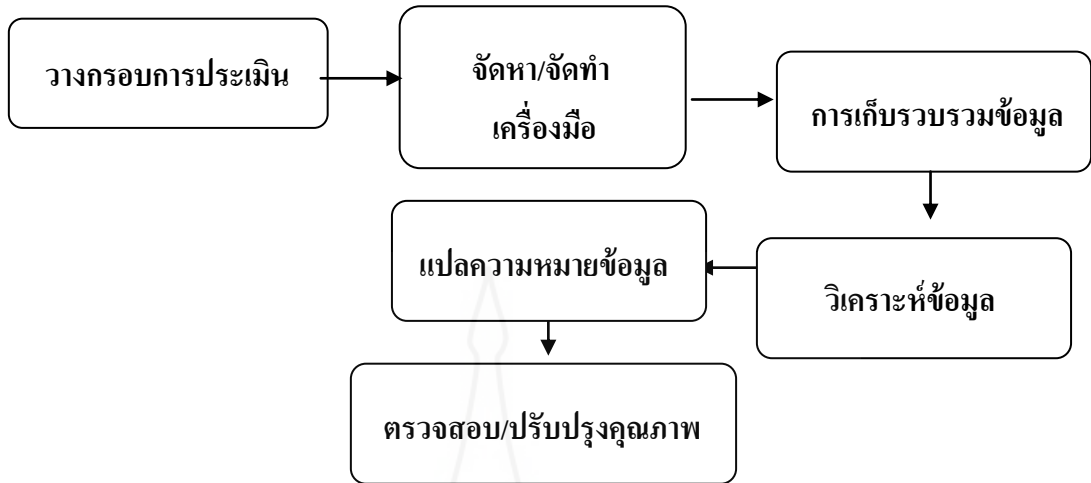 วางกรอบการประเมิน
จัดหา/จัดทำ
เครื่องมือ
การเก็บรวบรวมข้อมูล
วิเคราะห์ข้อมูล
แปลความหมายข้อมูล
ตรวจสอบ/ปรับปรุงคุณภาพ